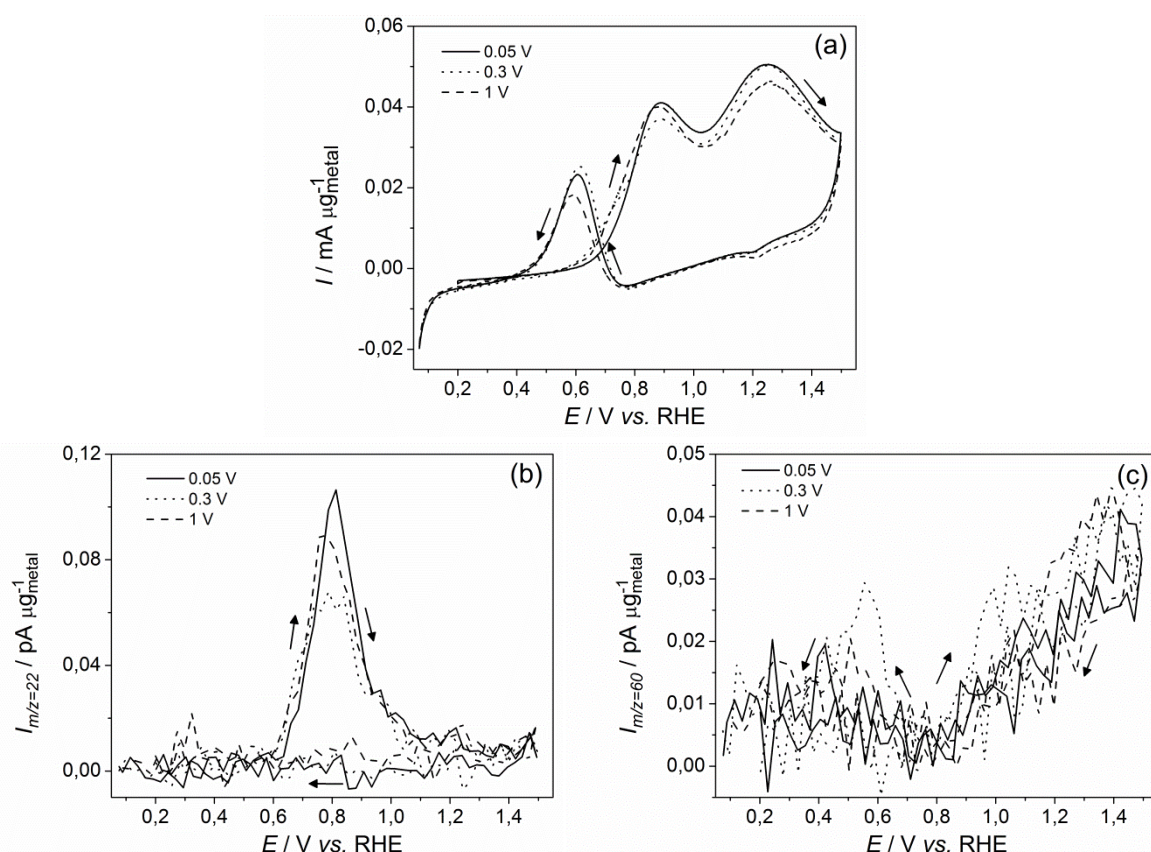 (a)
0.05 V
0.3 V
1 V
I / mA μg⁻¹metal
0,06
0,04
0,02
0,00
-0,02
0,2 0,4 0,6 0,8 1,0 1,2 1,4
E / V vs. RHE
(b)
0.05 V
0.3 V
1 V
I m/z=22 / pA μg⁻¹metal
0,12
0,08
0,04
0,00
0,2 0,4 0,6 0,8 1,0 1,2 1,4
E / V vs. RHE
(c)
0.05 V
0.3 V
1 V
I m/z=60 / pA μg⁻¹metal
0,05
0,04
0,03
0,02
0,01
0,00
0,2 0,4 0,6 0,8 1,0 1,2 1,4
E / V vs. RHE